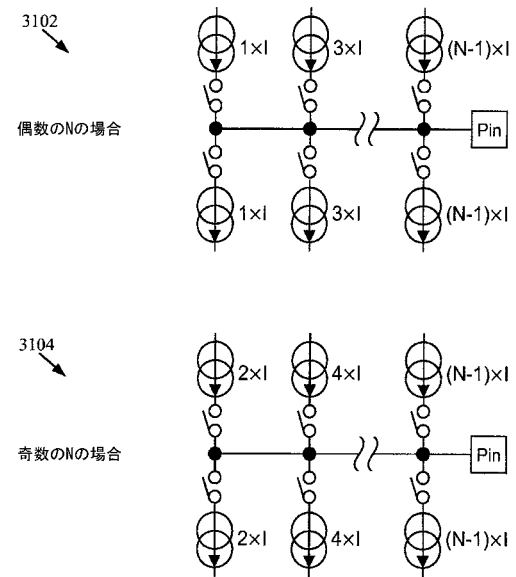 3102
1×I 3×I (N-1)×I
偶数のNの場合
Pin
1×I 3×I (N-1)×I
3104
2×I 4×I (N-1)×I
奇数のNの場合
Pin
2×I 4×I (N-1)×I